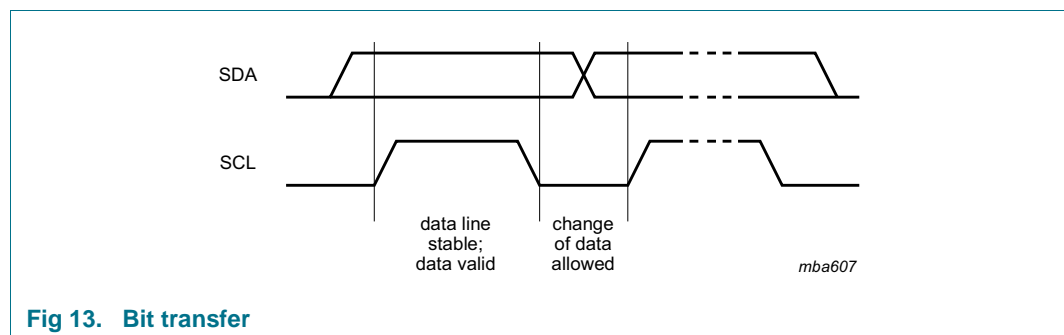 SDA
SCL
data line
stable;
data valid
change
of data
allowed
mba607
Fig 13. Bit transfer